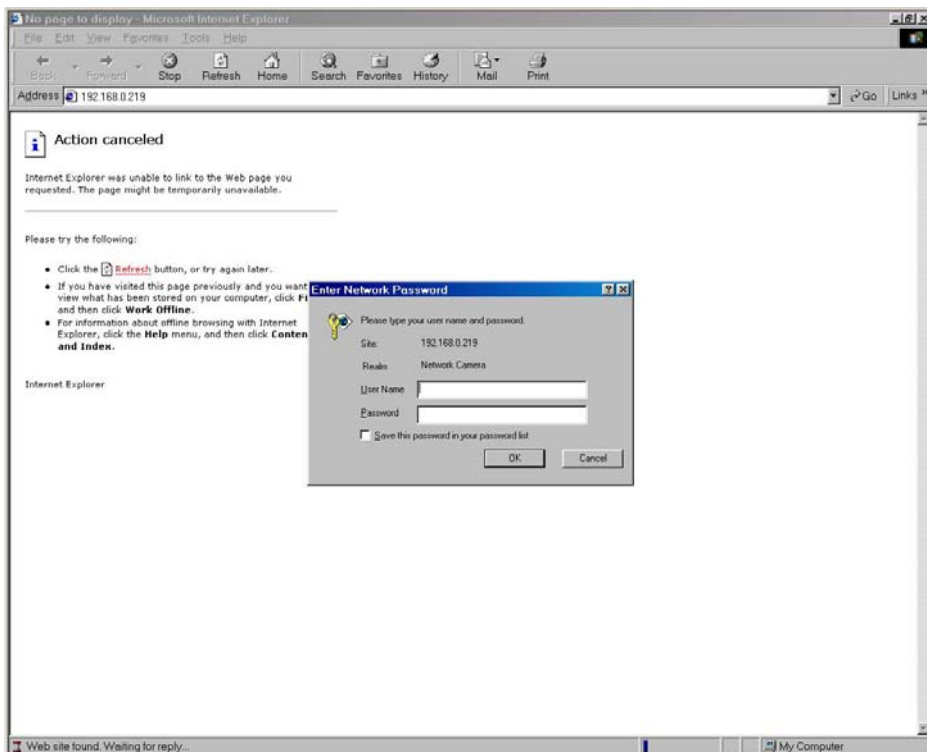 No page to display - Microsoft Internet Explorer
File Edit View Favorites Tools Help
Back Forward Stop Refresh Home Search Favorites History Mail Print
Address 192.168.0.219 Go Links »
Action canceled
Internet Explorer was unable to link to the Web page you
requested. The page might be temporarily unavailable.
Please try the following:
• Click the Refresh button, or try again later.
• If you have visited this page previously and you want
view what has been stored on your computer, click Fi
and then click Work Offline.
• For information about offline browsing with Internet
Explorer, click the Help menu, and then click Conten
and Index.
Internet Explorer
Enter Network Password
Please type your user name and password.
Site: 192.168.0.219
Realm Network Camera
User Name
Password
Save this password in your password list
OK Cancel
Web site found. Waiting for reply... My Computer